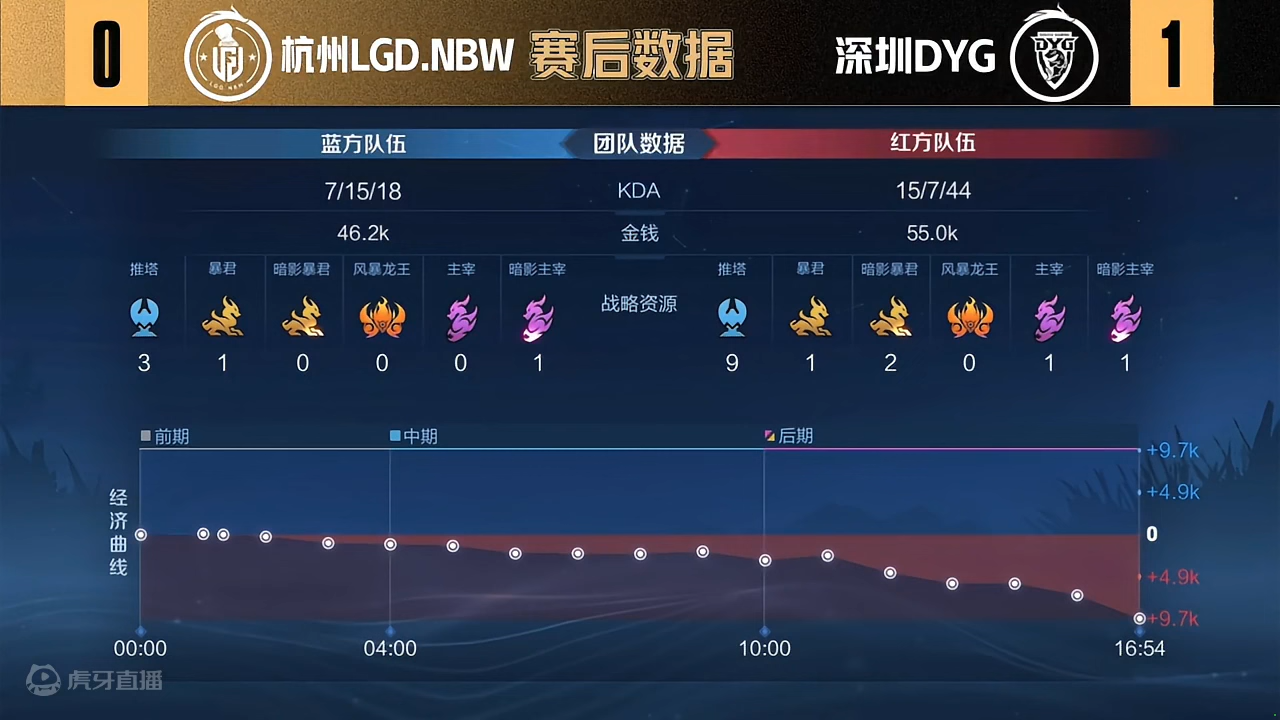 0 杭州LGD.NBW 赛后数据 深圳DYG 1
LGD NBW
DYG
蓝方队伍 团队数据 红方队伍
7/15/18 KDA 15/7/44
46.2k 金钱 55.0k
推塔 暴君 暗影暴君 风暴龙王 主宰 暗影主宰 战略资源 推塔 暴君 暗影暴君 风暴龙王 主宰 暗影主宰
3 1 0 0 0 1 9 1 2 0 1 1
前期 中期 后期
经济曲线
+9.7k
+4.9k
0
+4.9k
+9.7k
00:00 04:00 10:00 16:54
虎牙直播